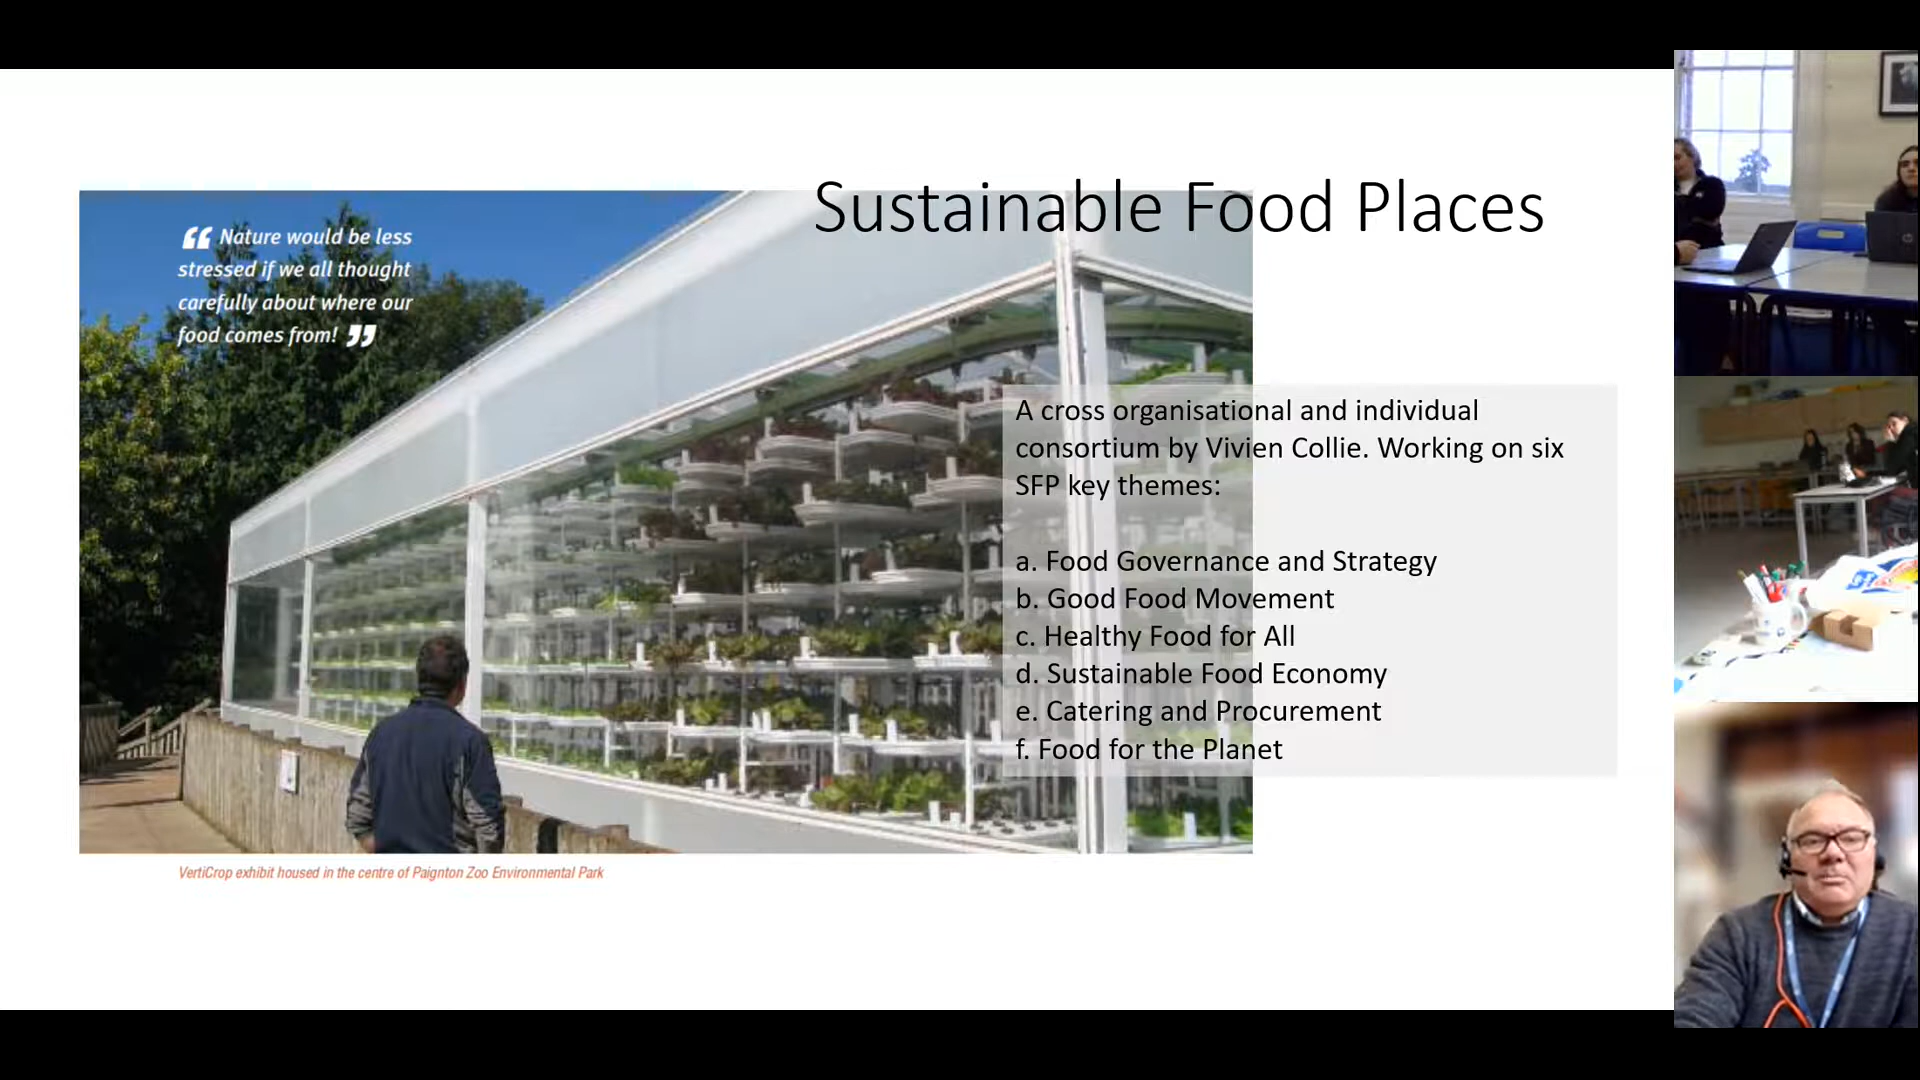 Sustainable Food Places
“ Nature would be less
stressed if we all thought
carefully about where our
food comes from! ”
A cross organisational and individual
consortium by Vivien Collie. Working on six
SFP key themes:
a. Food Governance and Strategy
b. Good Food Movement
c. Healthy Food for All
d. Sustainable Food Economy
e. Catering and Procurement
f. Food for the Planet
VertiCrop exhibit housed in the centre of Paignton Zoo Environmental Park